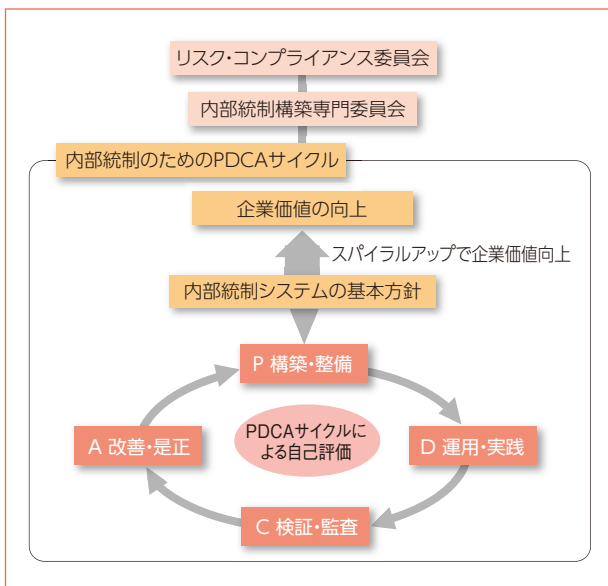 リスク・コンプライアンス委員会
内部統制構築専門委員会
内部統制のためのPDCAサイクル
企業価値の向上
スパイラルアップで企業価値向上
内部統制システムの基本方針
P 構築・整備
A 改善・是正
PDCAサイクルに
よる自己評価
D 運用・実践
C 検証・監査